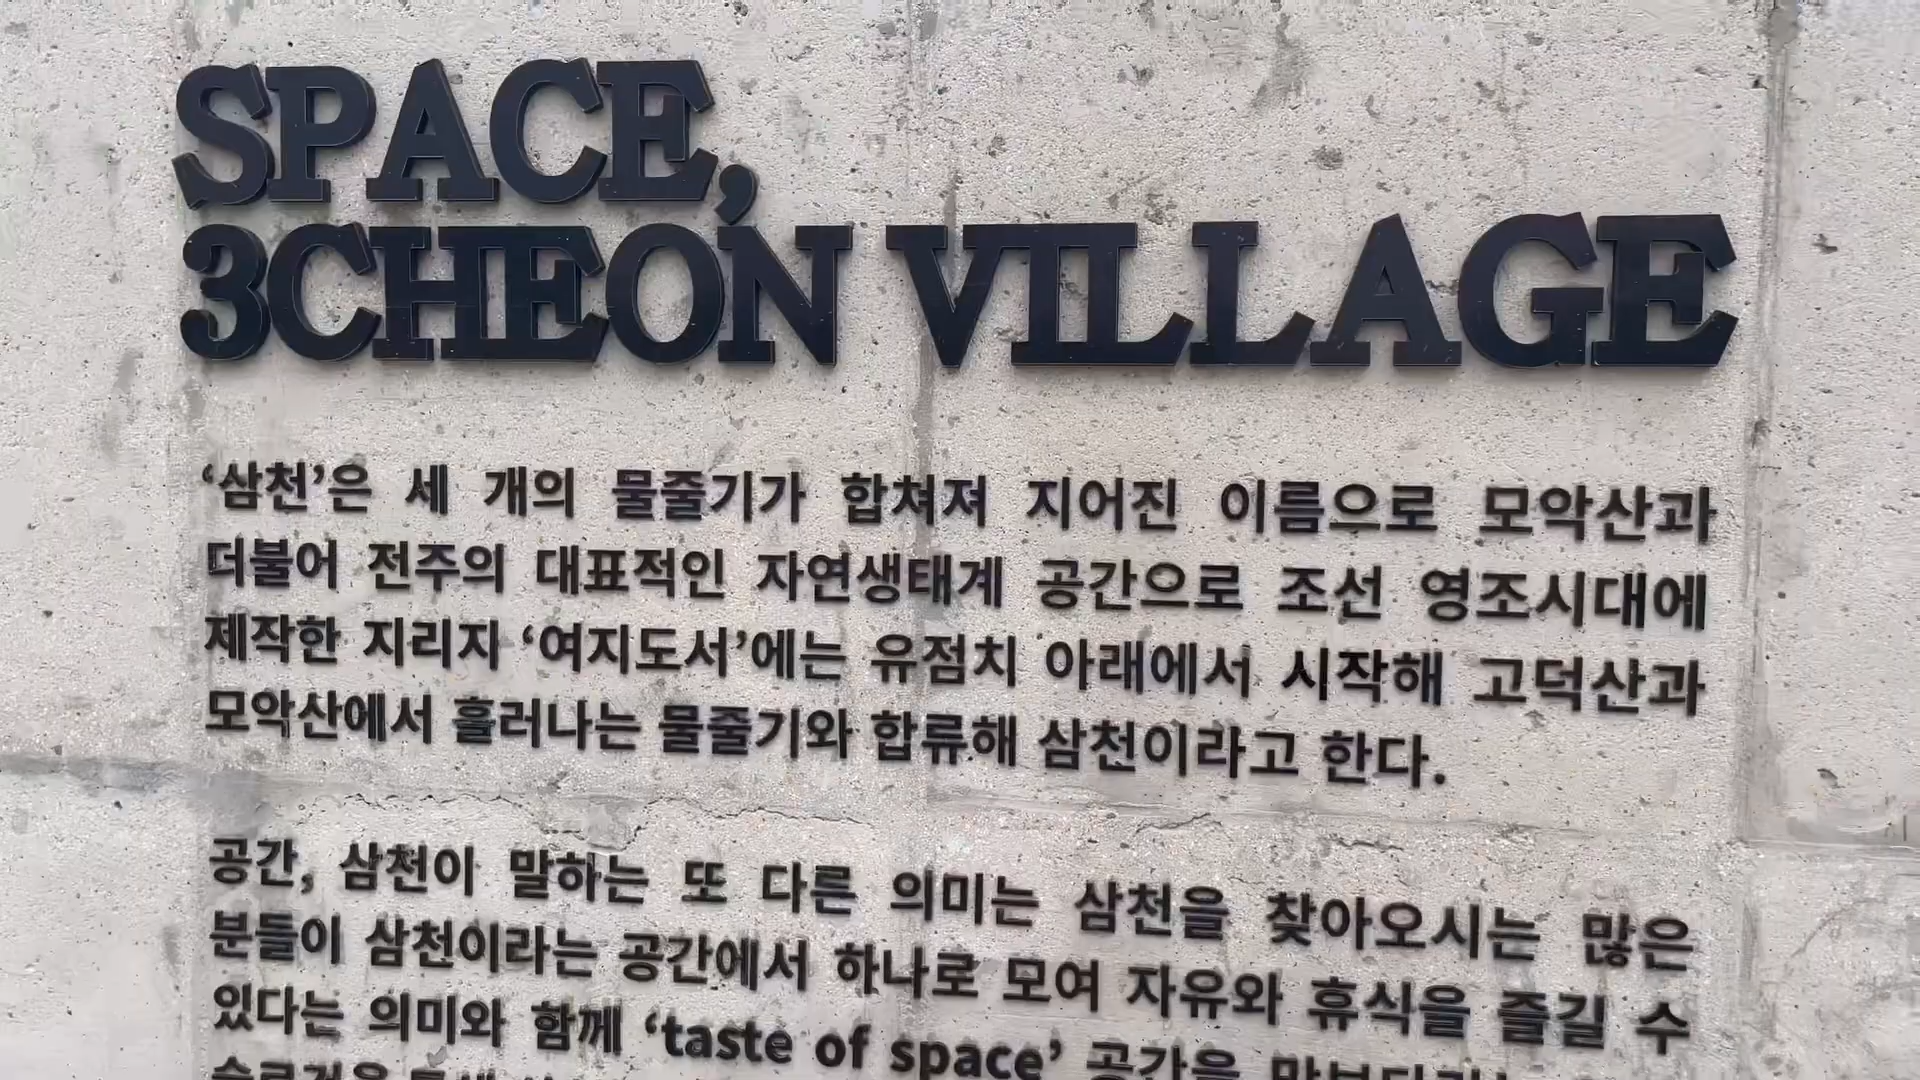 SPACE,
3CHEON VILLAGE
‘삼천’은 세 개의 물줄기가 합쳐져 지어진 이름으로 모악산과
더불어 전주의 대표적인 자연생태계 공간으로 조선 영조시대에
제작한 지리지 ‘여지도서’에는 유점치 아래에서 시작해 고덕산과
모악산에서 흘러나는 물줄기와 합류해 삼천이라고 한다.
공간, 삼천이 말하는 또 다른 의미는 삼천을 찾아오시는 많은
분들이 삼천이라는 공간에서 하나로 모여 자유와 휴식을 즐길 수
있다는 의미와 함께 ‘taste of space’ 공간을